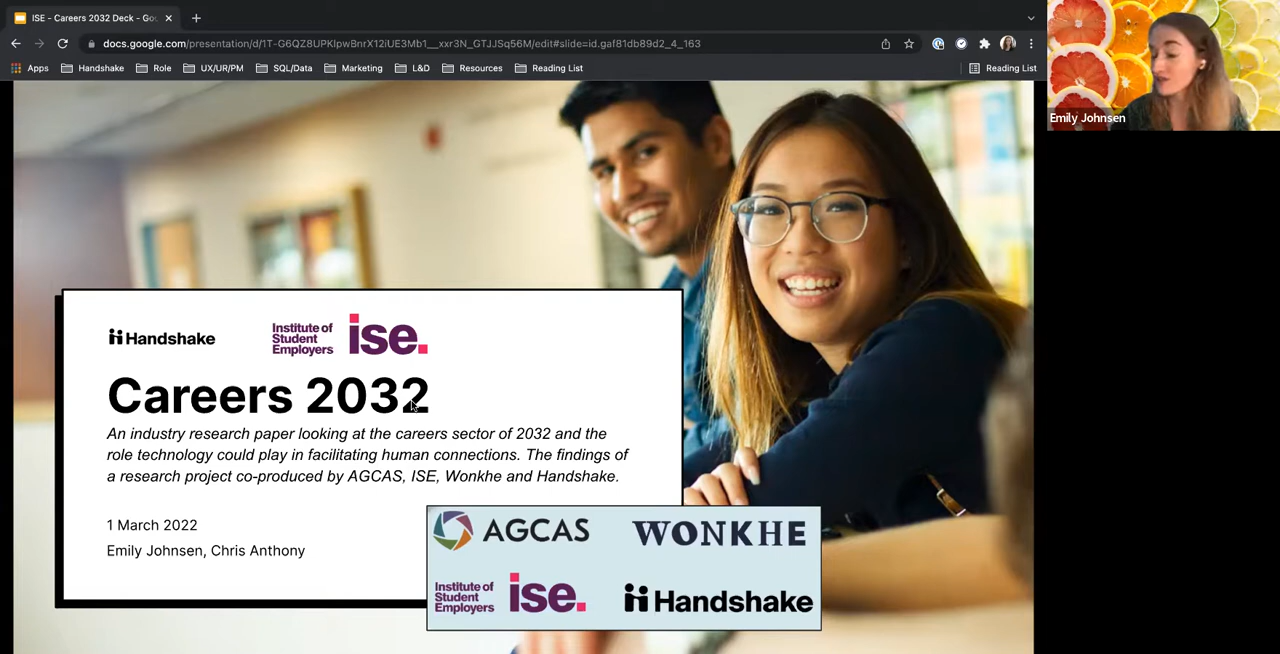 ISE - Careers 2032 Deck - Go
docs.google.com/presentation/d/1T-G6QZ8UPKIpwBnrX12iUE3Mb1__xxr3N_GTJJSq56M/edit#slide=id.gaf81db89d2_4_163
Apps Handshake Role UX/UR/PM SQL/Data Marketing L&D Resources Reading List Reading List
Emily Johnsen
Handshake
Institute of
Student
Employers
ise.
Careers 2032
An industry research paper looking at the careers sector of 2032 and the
role technology could play in facilitating human connections. The findings of
a research project co-produced by AGCAS, ISE, Wonkhe and Handshake.
1 March 2022
Emily Johnsen, Chris Anthony
AGCAS
WONKHE
Institute of
Student
Employers
ise.
Handshake